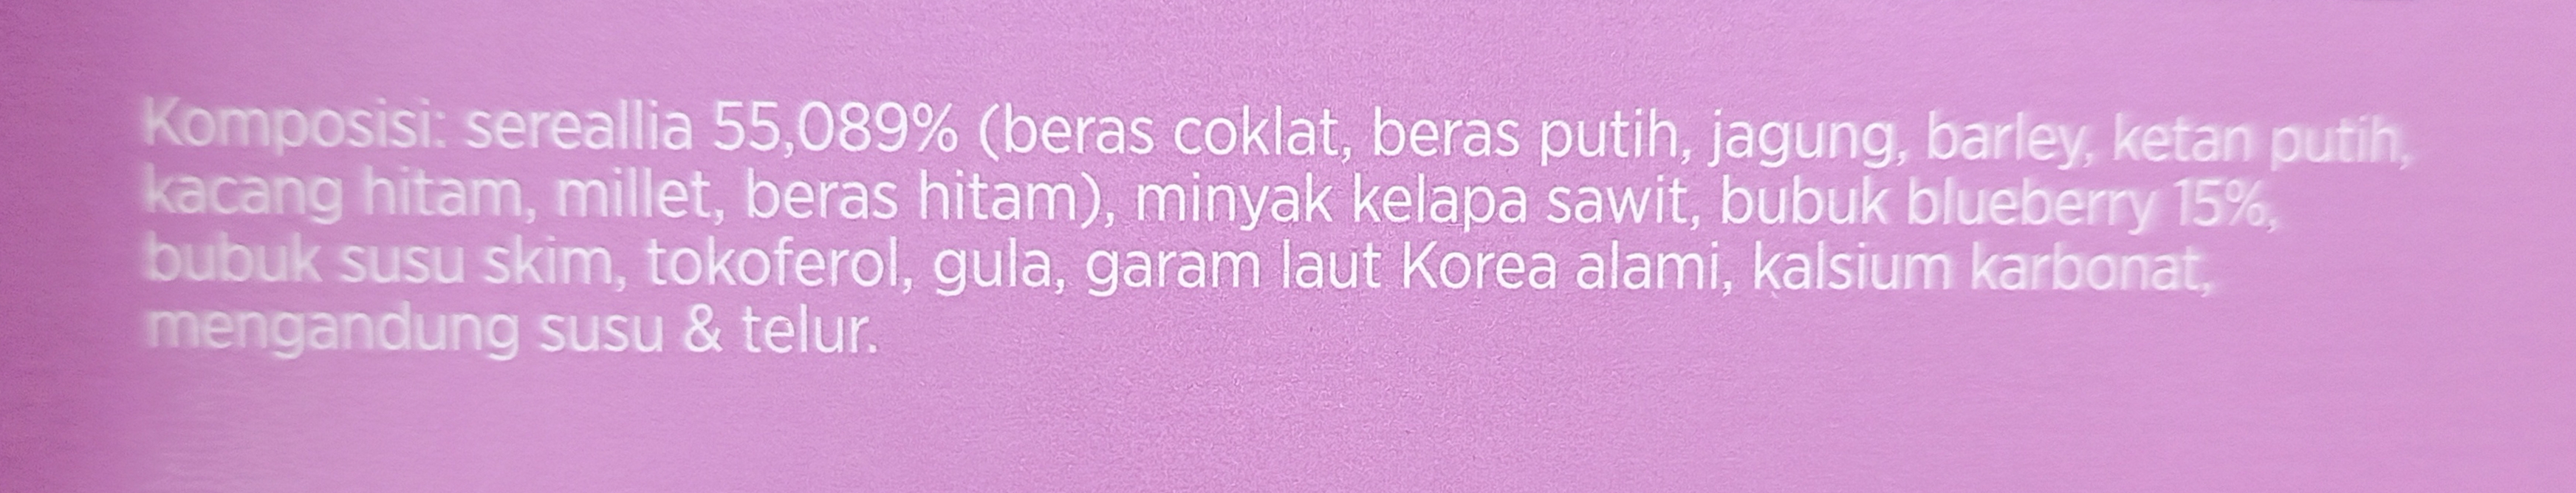 Komposisi: sereallia 55,089% (beras coklat, beras putih, jagung, barley, ketan putih,
kacang hitam, millet, beras hitam), minyak kelapa sawit, bubuk blueberry 15%,
bubuk susu skim, tokoferol, gula, garam laut Korea alami, kalsium karbonat,
mengandung susu & telur.